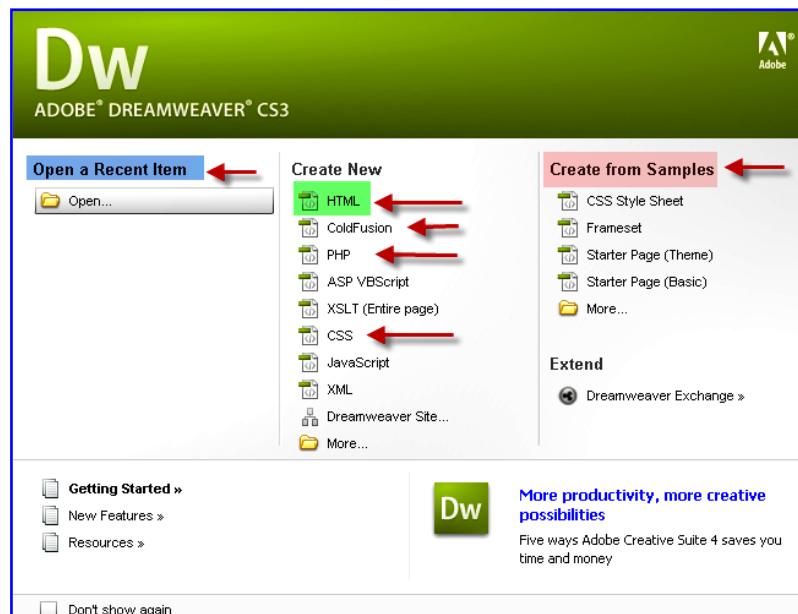 Dw
ADOBE® DREAMWEAVER® CS3
Adobe®
Open a Recent Item
Open...
Create New
HTML
ColdFusion
PHP
ASP VBScript
XSLT (Entire page)
CSS
JavaScript
XML
Dreamweaver Site...
More...
Create from Samples
CSS Style Sheet
Frameset
Starter Page (Theme)
Starter Page (Basic)
More...
Extend
Dreamweaver Exchange »
Getting Started »
New Features »
Resources »
Dw
More productivity, more creative
possibilities
Five ways Adobe Creative Suite 4 saves you
time and money
Don't show again